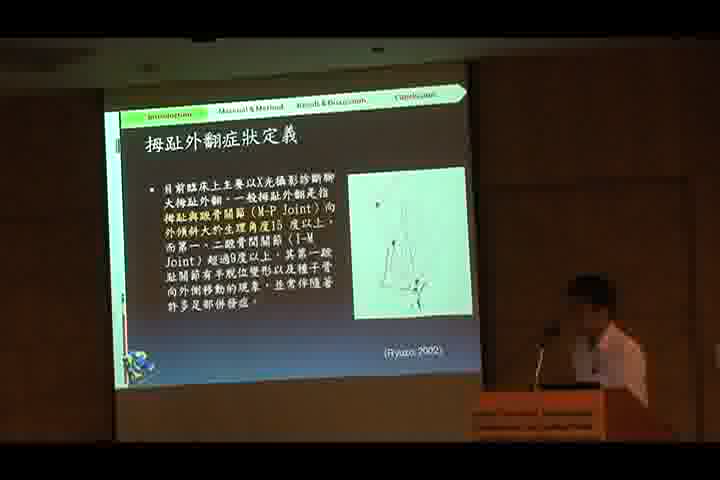 Introduction Material & Method Result & Discussion Conclusion
拇趾外翻症狀定義
目前臨床上主要以X光攝影診斷聊
大拇趾外翻，一般拇趾外翻是指
拇趾與蹠骨關節（M-P Joint）向
外傾斜大於生理角度15 度以上，
而第一、二蹠骨間關節（I-M
Joint）超過9度以上，其第一蹠
趾關節有半脫位變形以及種子骨
向外側移動的現象，並常伴隨著
許多足部併發症。
(Ryuzo, 2002)